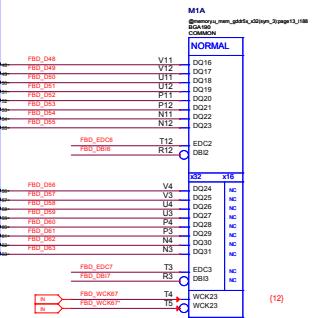 M1A
@memoryu_mem_gddr5s_x32(sym_3):page13_I188
BGA190
COMMON
NORMAL
FBD_D48 V11 DQ16
FBD_D49 V12 DQ17
FBD_D50 U11 DQ18
FBD_D51 U12 DQ19
FBD_D52 P11 DQ20
FBD_D53 P12 DQ21
FBD_D54 N11 DQ22
FBD_D55 N12 DQ23
FBD_EDC6 T12 EDC2
FBD_DBI6 R12 DBI2
x32 x16
FBD_D56 V4 DQ24 NC
FBD_D57 V3 DQ25 NC
FBD_D58 U4 DQ26 NC
FBD_D59 U3 DQ27 NC
FBD_D60 P4 DQ28 NC
FBD_D61 P3 DQ29 NC
FBD_D62 N4 DQ30 NC
FBD_D63 N3 DQ31 NC
FBD_EDC7 T3 EDC3 NC
FBD_DBI7 R3 DBI3 NC
IN FBD_WCK67 T4 WCK23 (12)
IN FBD_WCK67* T5 WCK23